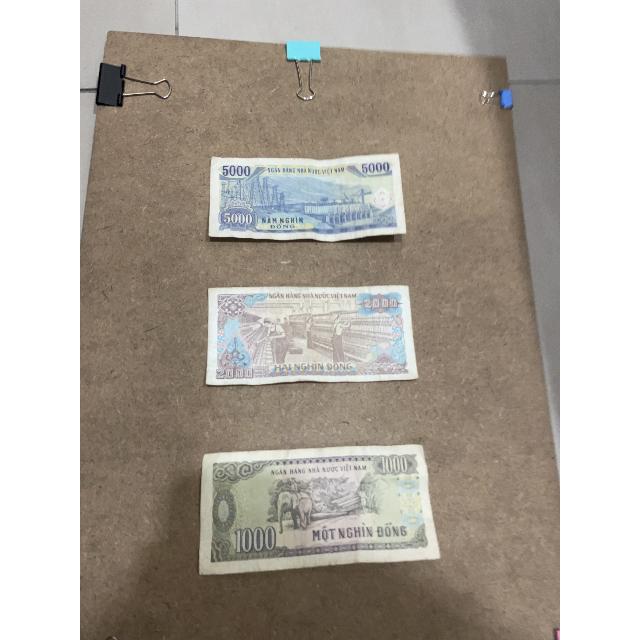 5000 NGÂN HÀNG NHÀ NƯỚC VIỆT NAM 5000
5000 NĂM NGHÌN
ĐỒNG
NGÂN HÀNG NHÀ NƯỚC VIỆT NAM
2000
2000 HAI NGHÌN ĐỒNG
NGÂN HÀNG NHÀ NƯỚC VIỆT NAM 1000
1000 MỘT NGHÌN ĐỒNG